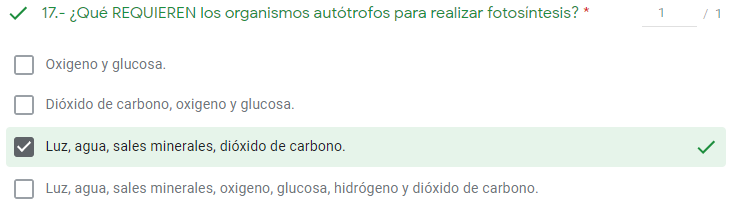 17.- ¿Qué REQUIEREN los organismos autótrofos para realizar fotosíntesis? * 1 / 1
Oxigeno y glucosa.
Dióxido de carbono, oxigeno y glucosa.
Luz, agua, sales minerales, dióxido de carbono.
Luz, agua, sales minerales, oxigeno, glucosa, hidrógeno y dióxido de carbono.